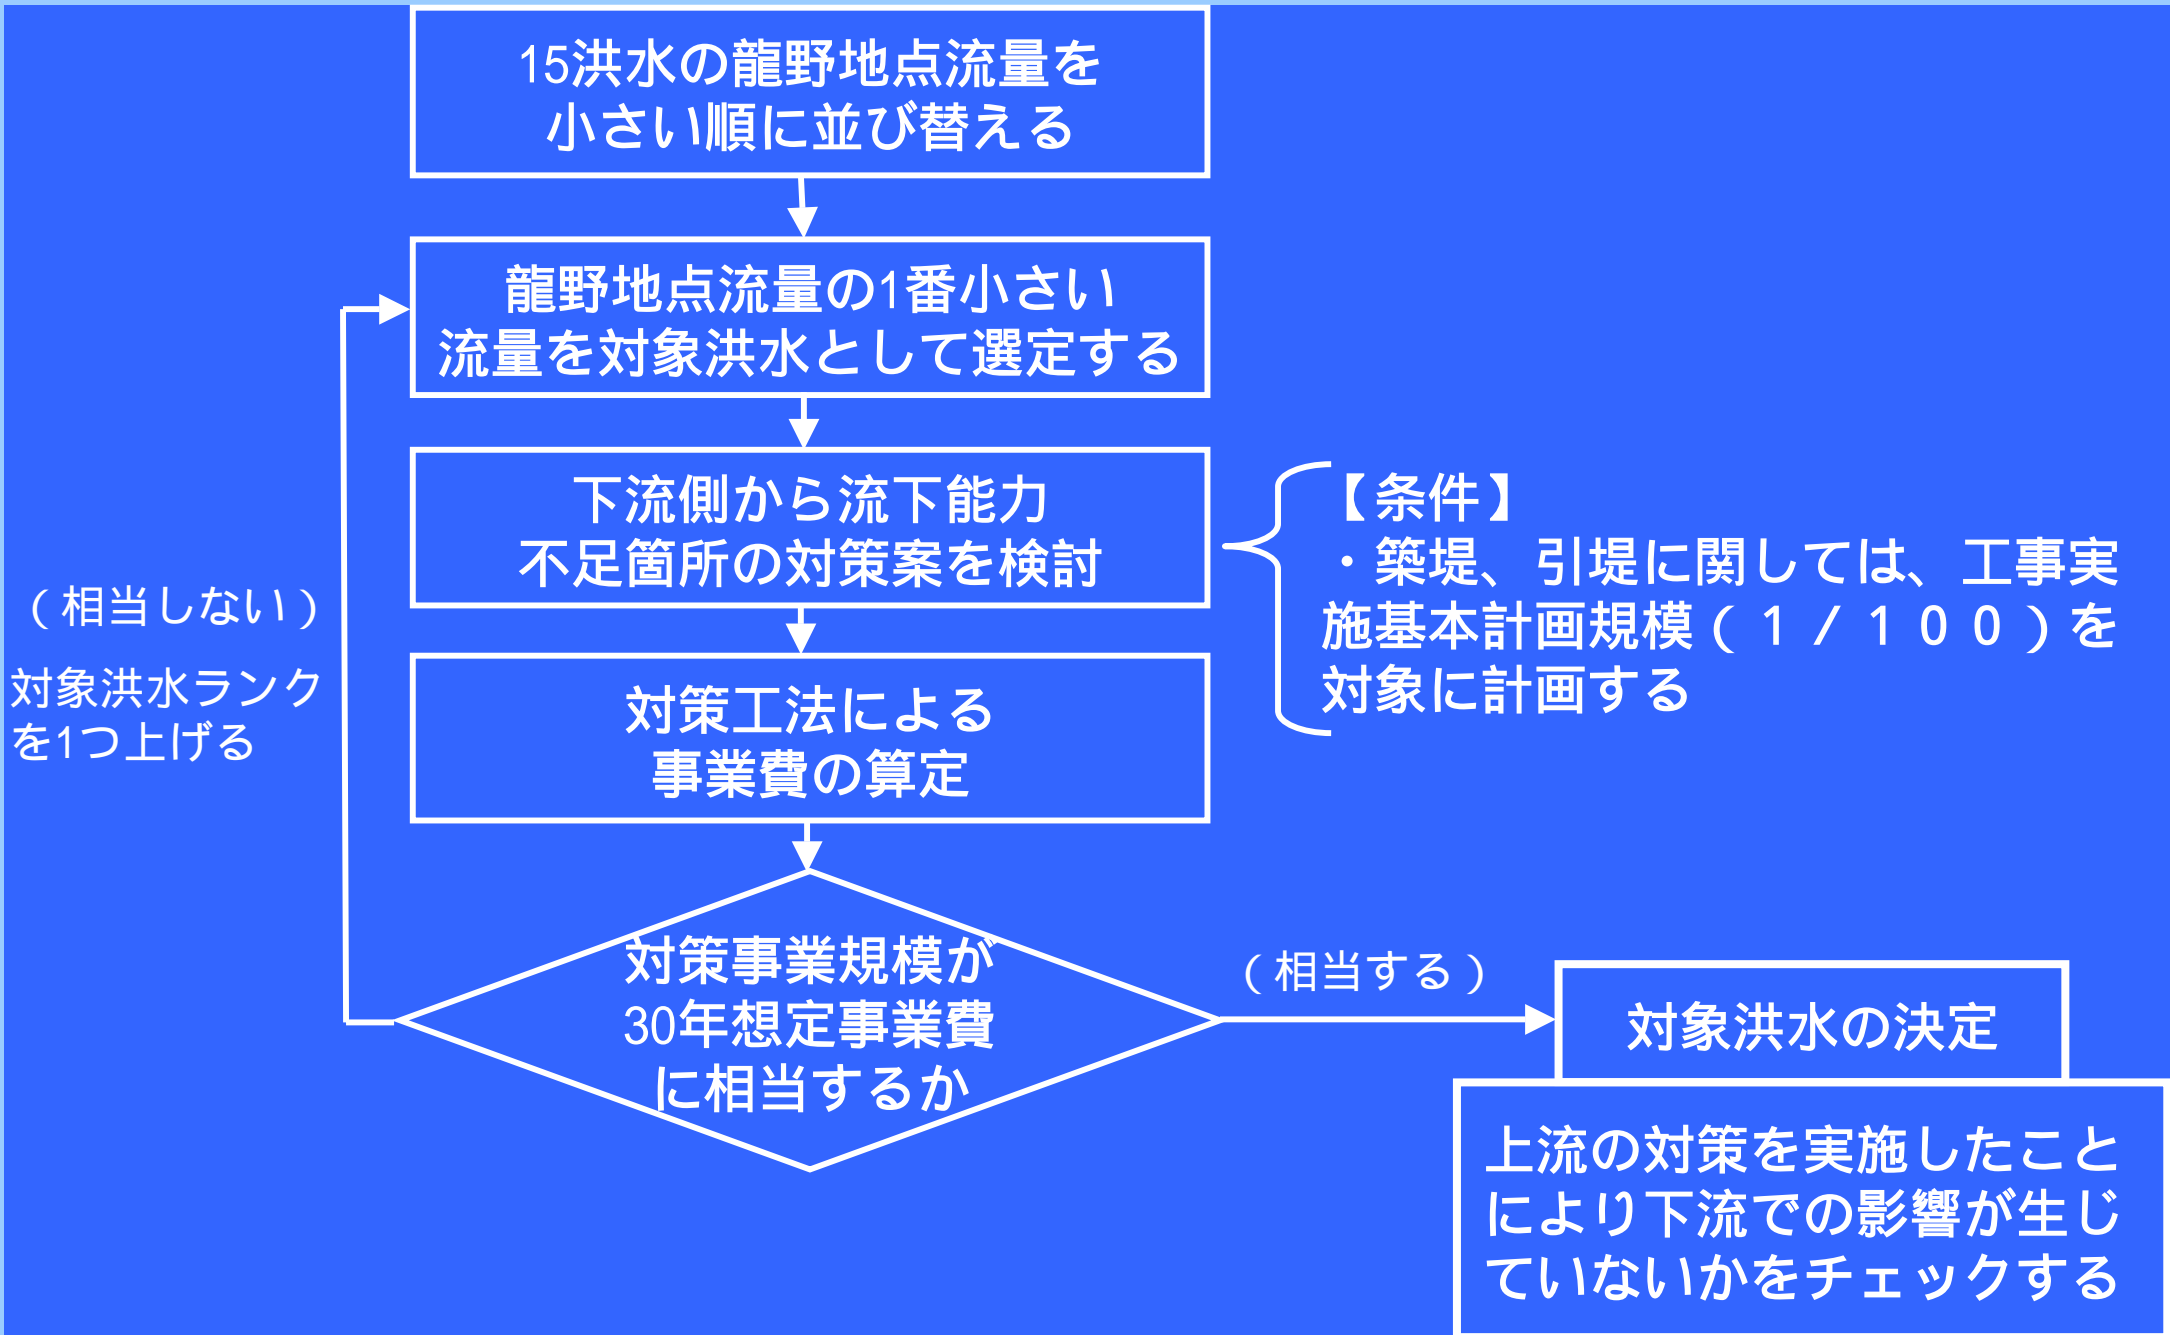 15洪水の龍野地点流量を
小さい順に並び替える
龍野地点流量の1番小さい
流量を対象洪水として選定する
下流側から流下能力
不足箇所の対策案を検討
【条件】
・築堤、引堤に関しては、工事実
施基本計画規模(1/100)を
対象に計画する
(相当しない)
対象洪水ランク
を1つ上げる
対策工法による
事業費の算定
対策事業規模が
30年想定事業費
に相当するか
(相当する)
対象洪水の決定
上流の対策を実施したこと
により下流での影響が生じ
ていないかをチェックする